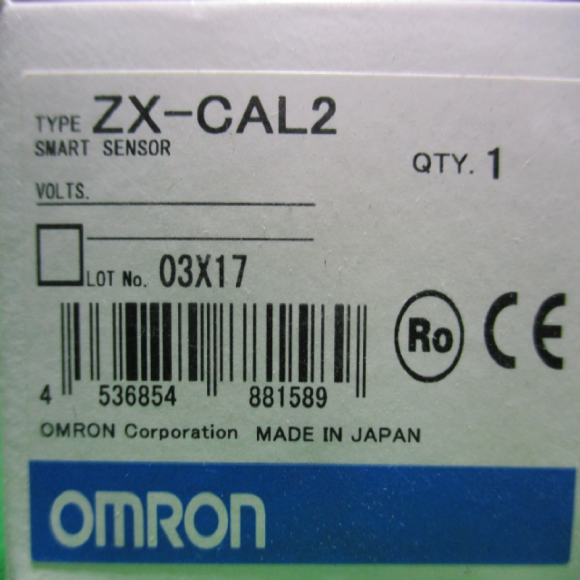 TYPE ZX-CAL2
SMART SENSOR
QTY. 1
VOLTS.
LOT No. 03X17
Ro CE
4 536854 881589
OMRON Corporation MADE IN JAPAN
OMRON